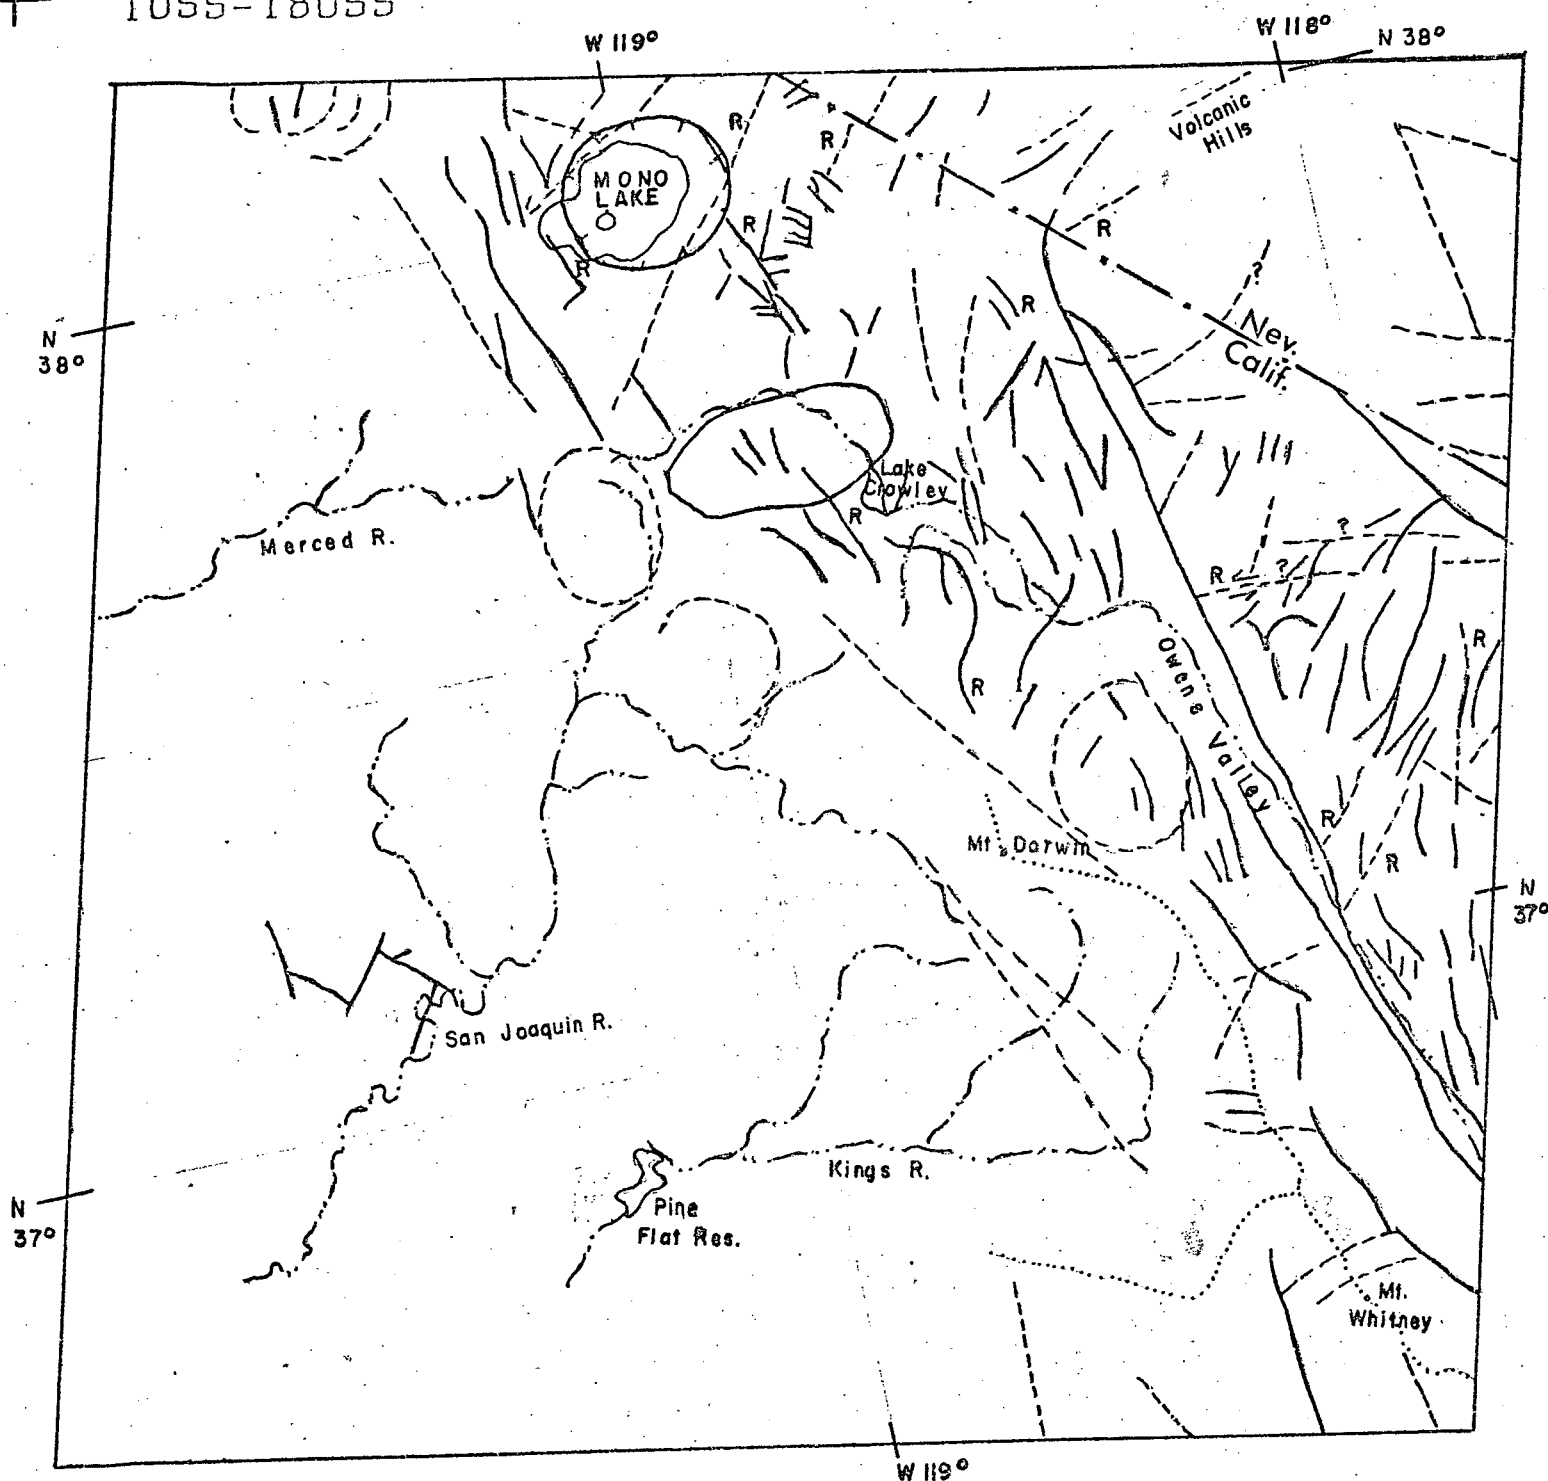 1055-18055
W 119°
W 118°
N 38°
Volcanic
Hills
R
R
MONO
LAKE
R
R
R
?
R
N
38°
Nev.
Calif.
Lake
Crowley
R
?
Merced R.
R
?
R
R
Owens Valley
R
Mt. Darwin
R
N
37°
San Joaquin R.
Kings R.
N
37°
Pine
Flat Res.
Mt.
Whitney
W 119°